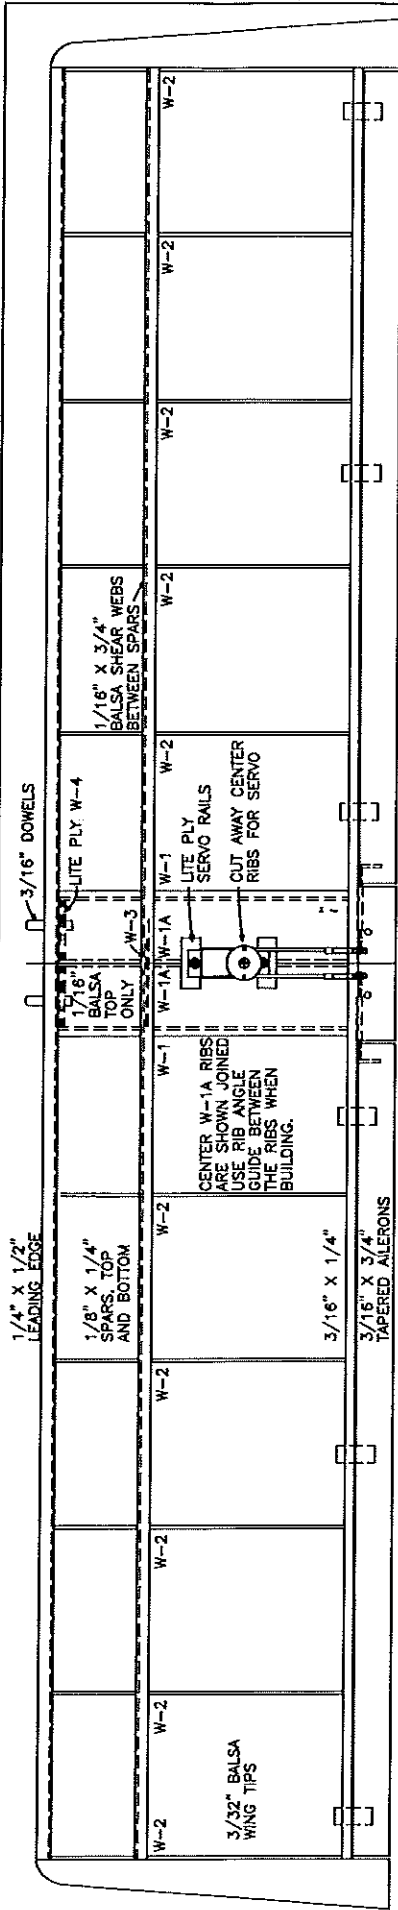 3/16" DOWELS
1/4" X 1/2"
LEADING EDGE
LITE PLY W-4
1/16"
BALSA
TOP
ONLY
W-3
1/8" X 1/4"
SPARS, TOP
AND BOTTOM
1/16" X 3/4"
BALSA SHEAR WEBS
BETWEEN SPARS
W-2
W-2
W-2
W-2
W-2
W-1
W-1A
W-1A
W-1
W-2
W-2
W-2
W-2
W-2
3/32" BALSA
WING TIPS
CENTER W-1A RIBS
ARE SHOWN JOINED
USE RIB ANGLE
GUIDE BETWEEN
THE RIBS WHEN
BUILDING.
LITE PLY
SERVO RAILS
CUT AWAY CENTER
RIBS FOR SERVO
3/16" X 1/4"
3/16" X 3/4"
TAPERED AILERONS